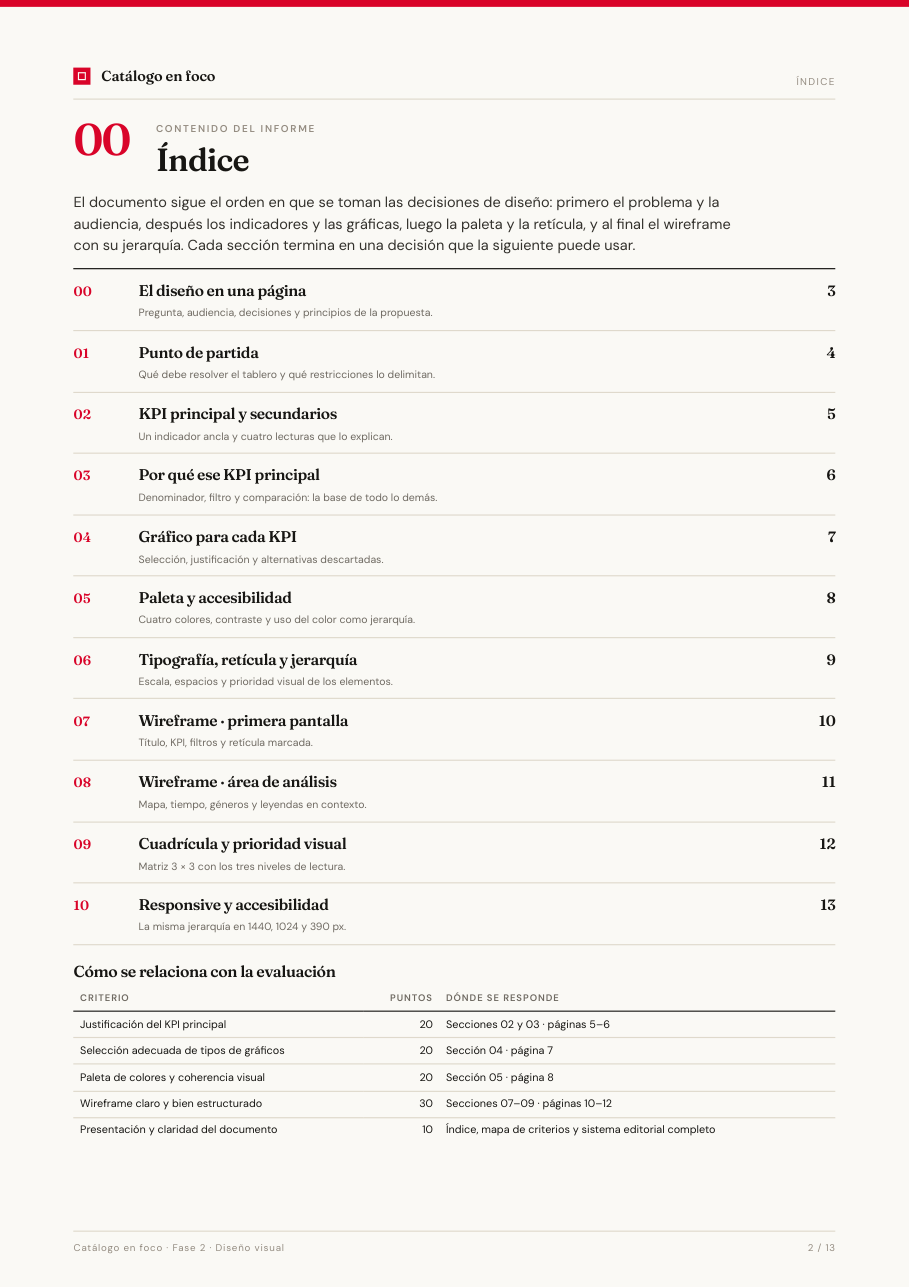 Catálogo en foco
ÍNDICE
00
CONTENIDO DEL INFORME
Índice
El documento sigue el orden en que se toman las decisiones de diseño: primero el problema y la
audiencia, después los indicadores y las gráficas, luego la paleta y la retícula, y al final el wireframe
con su jerarquía. Cada sección termina en una decisión que la siguiente puede usar.
00 El diseño en una página 3
Pregunta, audiencia, decisiones y principios de la propuesta.
01 Punto de partida 4
Qué debe resolver el tablero y qué restricciones lo delimitan.
02 KPI principal y secundarios 5
Un indicador ancla y cuatro lecturas que lo explican.
03 Por qué ese KPI principal 6
Denominador, filtro y comparación: la base de todo lo demás.
04 Gráfico para cada KPI 7
Selección, justificación y alternativas descartadas.
05 Paleta y accesibilidad 8
Cuatro colores, contraste y uso del color como jerarquía.
06 Tipografía, retícula y jerarquía 9
Escala, espacios y prioridad visual de los elementos.
07 Wireframe · primera pantalla 10
Título, KPI, filtros y retícula marcada.
08 Wireframe · área de análisis 11
Mapa, tiempo, géneros y leyendas en contexto.
09 Cuadrícula y prioridad visual 12
Matriz 3 × 3 con los tres niveles de lectura.
10 Responsive y accesibilidad 13
La misma jerarquía en 1440, 1024 y 390 px.
Cómo se relaciona con la evaluación
CRITERIO PUNTOS DÓNDE SE RESPONDE
Justificación del KPI principal 20 Secciones 02 y 03 · páginas 5–6
Selección adecuada de tipos de gráficos 20 Sección 04 · página 7
Paleta de colores y coherencia visual 20 Sección 05 · página 8
Wireframe claro y bien estructurado 30 Secciones 07–09 · páginas 10–12
Presentación y claridad del documento 10 Índice, mapa de criterios y sistema editorial completo
Catálogo en foco · Fase 2 · Diseño visual 2 / 13